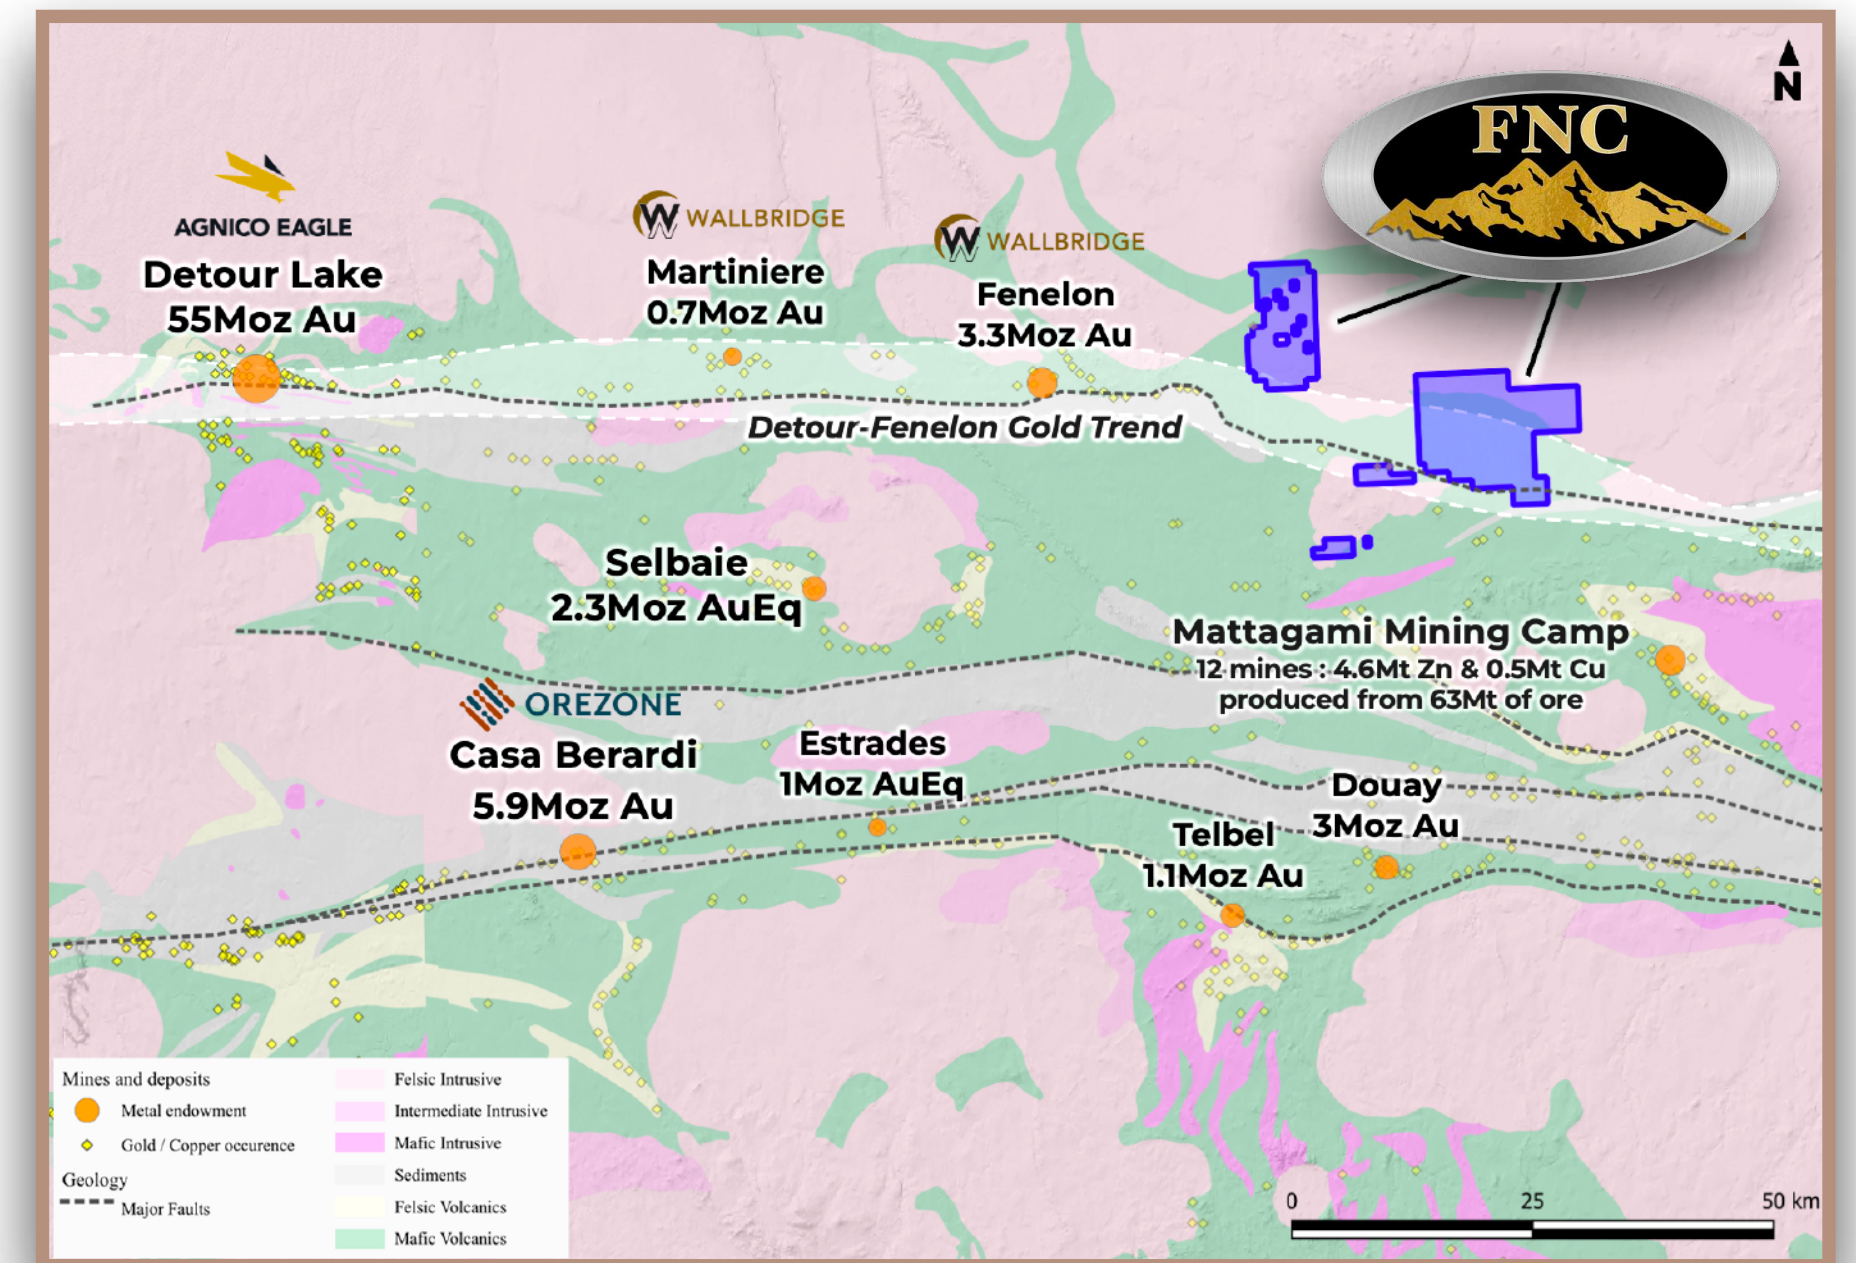 N
FNC
AGNICO EAGLE
Detour Lake
55Moz Au
W WALLBRIDGE
Martiniere
0.7Moz Au
W WALLBRIDGE
Fenelon
3.3Moz Au
Detour-Fenelon Gold Trend
Selbaie
2.3Moz AuEq
Mattagami Mining Camp
12 mines : 4.6Mt Zn & 0.5Mt Cu
produced from 63Mt of ore
OREZONE
Casa Berardi
5.9Moz Au
Estrades
1Moz AuEq
Douay
3Moz Au
Telbel
1.1Moz Au
Mines and deposits
Metal endowment
Gold / Copper occurence
Geology
Major Faults
Felsic Intrusive
Intermediate Intrusive
Mafic Intrusive
Sediments
Felsic Volcanics
Mafic Volcanics
0 25 50 km